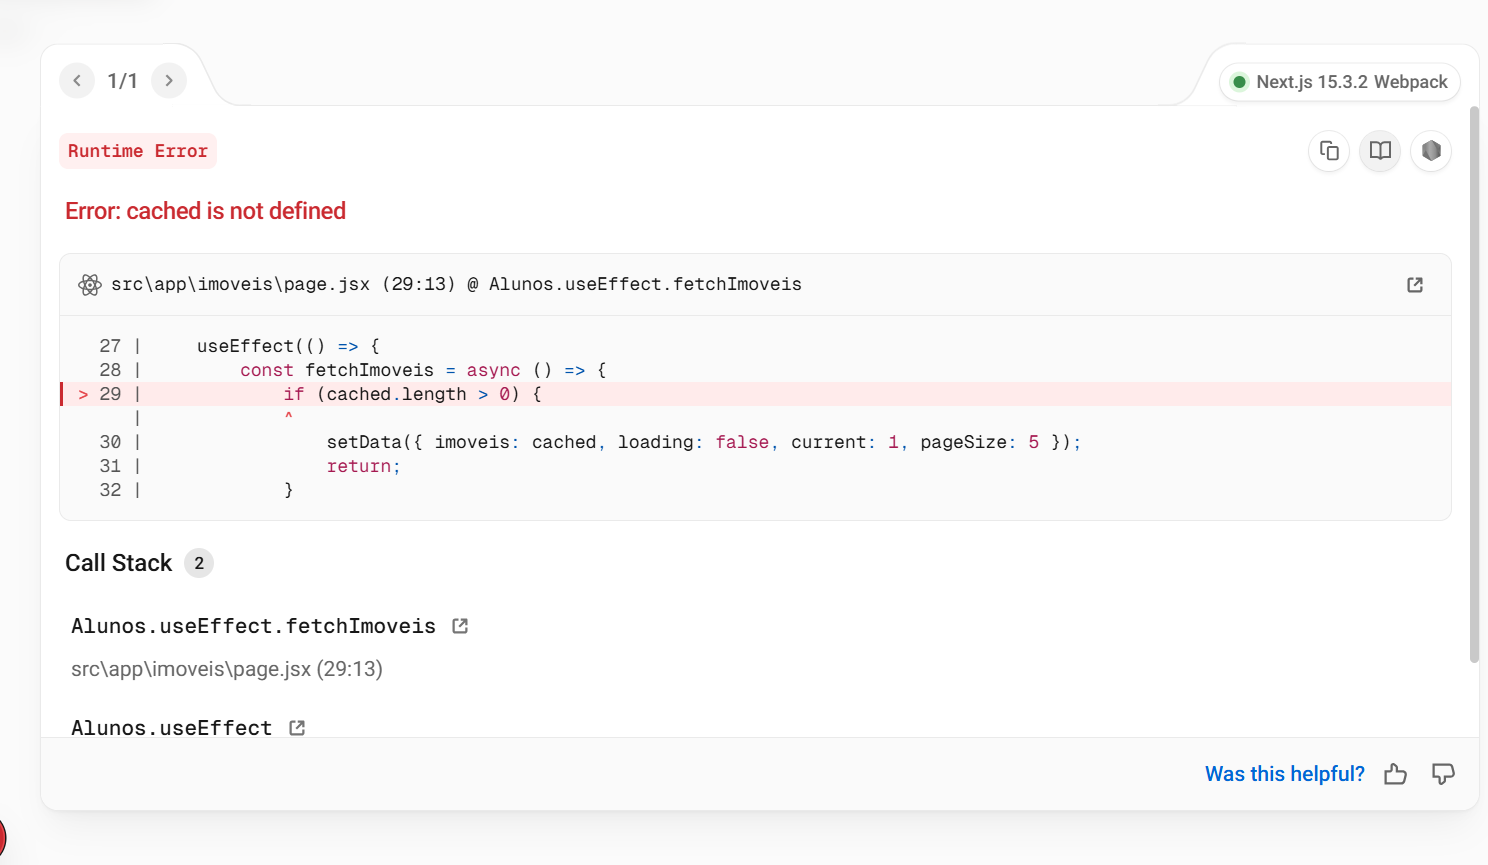 1/1
Next.js 15.3.2 Webpack
Runtime Error
Error: cached is not defined
src\app\imoveis\page.jsx (29:13) @ Alunos.useEffect.fetchImoveis
27 |     useEffect(() => {
28 |         const fetchImoveis = async () => {
> 29 |             if (cached.length > 0) {
|             ^
30 |                 setData({ imoveis: cached, loading: false, current: 1, pageSize: 5 });
31 |                 return;
32 |             }
Call Stack 2
Alunos.useEffect.fetchImoveis
src\app\imoveis\page.jsx (29:13)
Alunos.useEffect
Was this helpful?